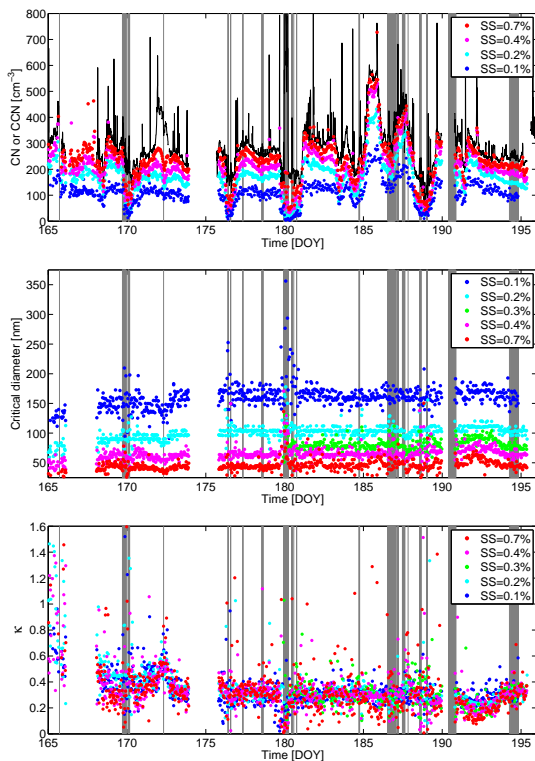 800
700
600
500
400
300
200
100
0
CN or CCN [cm⁻³]
SS=0.7%
SS=0.4%
SS=0.2%
SS=0.1%
165 170 175 180 185 190 195
Time [DOY]
350
300
250
200
150
100
50
Critical diameter [nm]
SS=0.1%
SS=0.2%
SS=0.3%
SS=0.4%
SS=0.7%
165 170 175 180 185 190 195
Time [DOY]
1.6
1.4
1.2
1
0.8
0.6
0.4
0.2
0
κ
SS=0.7%
SS=0.4%
SS=0.3%
SS=0.2%
SS=0.1%
165 170 175 180 185 190 195
Time [DOY]